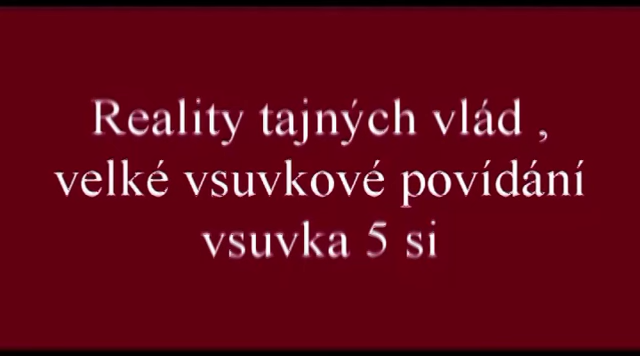 Reality tajných vlád ,
velké vsuvkové povídání
vsuvka 5 si